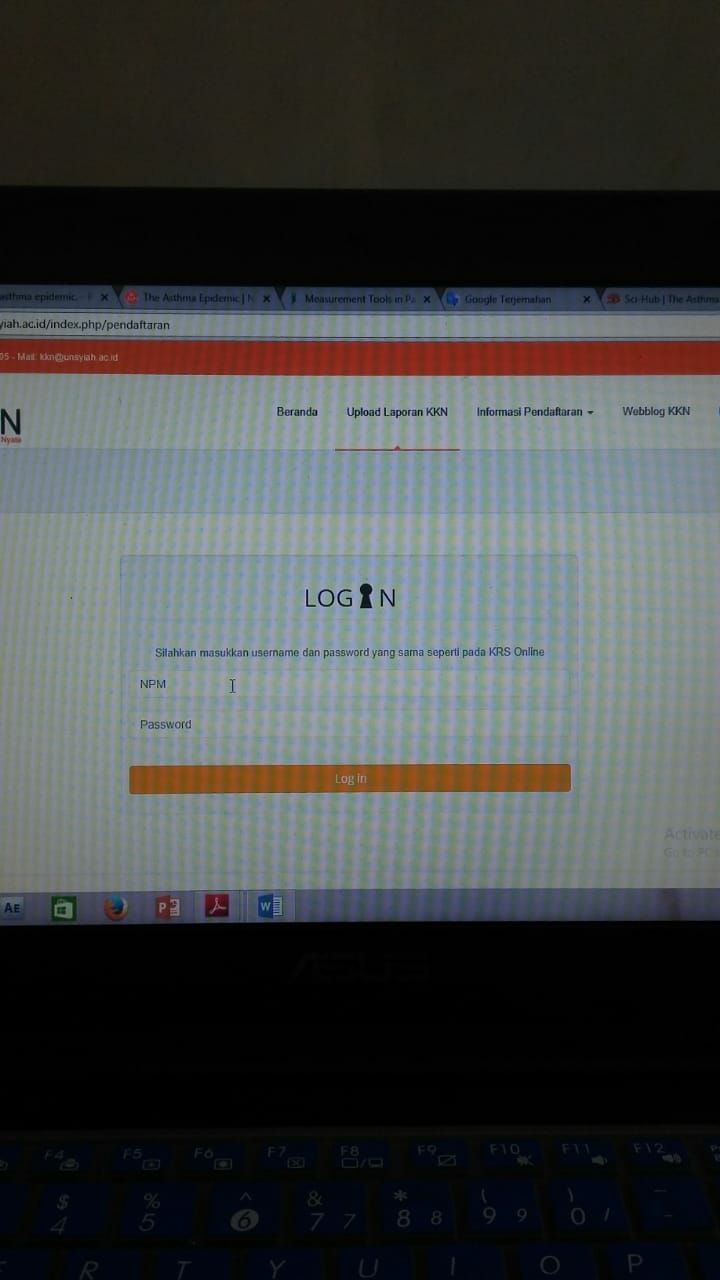 asthma epidemic. - P × The Asthma Epidemic | N × Measurement Tools in Pa × Google Terjemahan × Sci-Hub | The Asthma
yiah.ac.id/index.php/pendaftaran
05 - Mail: kkn@unsyiah.ac.id
N
Nyata
Beranda Upload Laporan KKN Informasi Pendaftaran Webblog KKN
LOGIN
Silahkan masukkan username dan password yang sama seperti pada KRS Online
NPM
Password
Log in
Activate
Go to PC s
AE P W
ASUS
F4 F5 F6 F7 F8 F9 F10 F11 F12
$ % ^ & * ( ) -
4 5 6 7 7 8 8 9 9 0 / -
R T Y U I O P